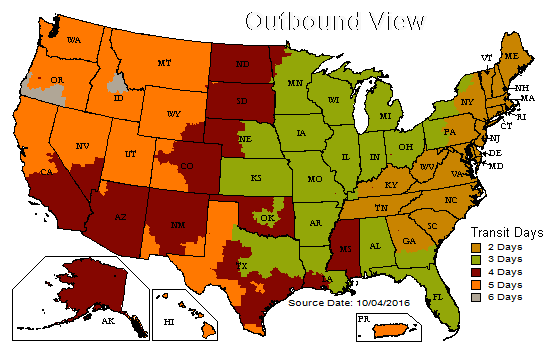 Outbound View
WA
MT
ND
MN
ME
VT
OR
ID
SD
WI
MI
NY
NH
MA
WY
NE
IA
PA
RI
CT
NJ
NV
UT
CO
IL
IN
OH
DE
MD
CA
KS
MO
WV
VA
KY
AZ
NM
OK
AR
TN
NC
SC
TX
LA
MS
AL
GA
FL
AK
HI
PR
Transit Days
2 Days
3 Days
4 Days
5 Days
6 Days
Source Date: 10/04/2016